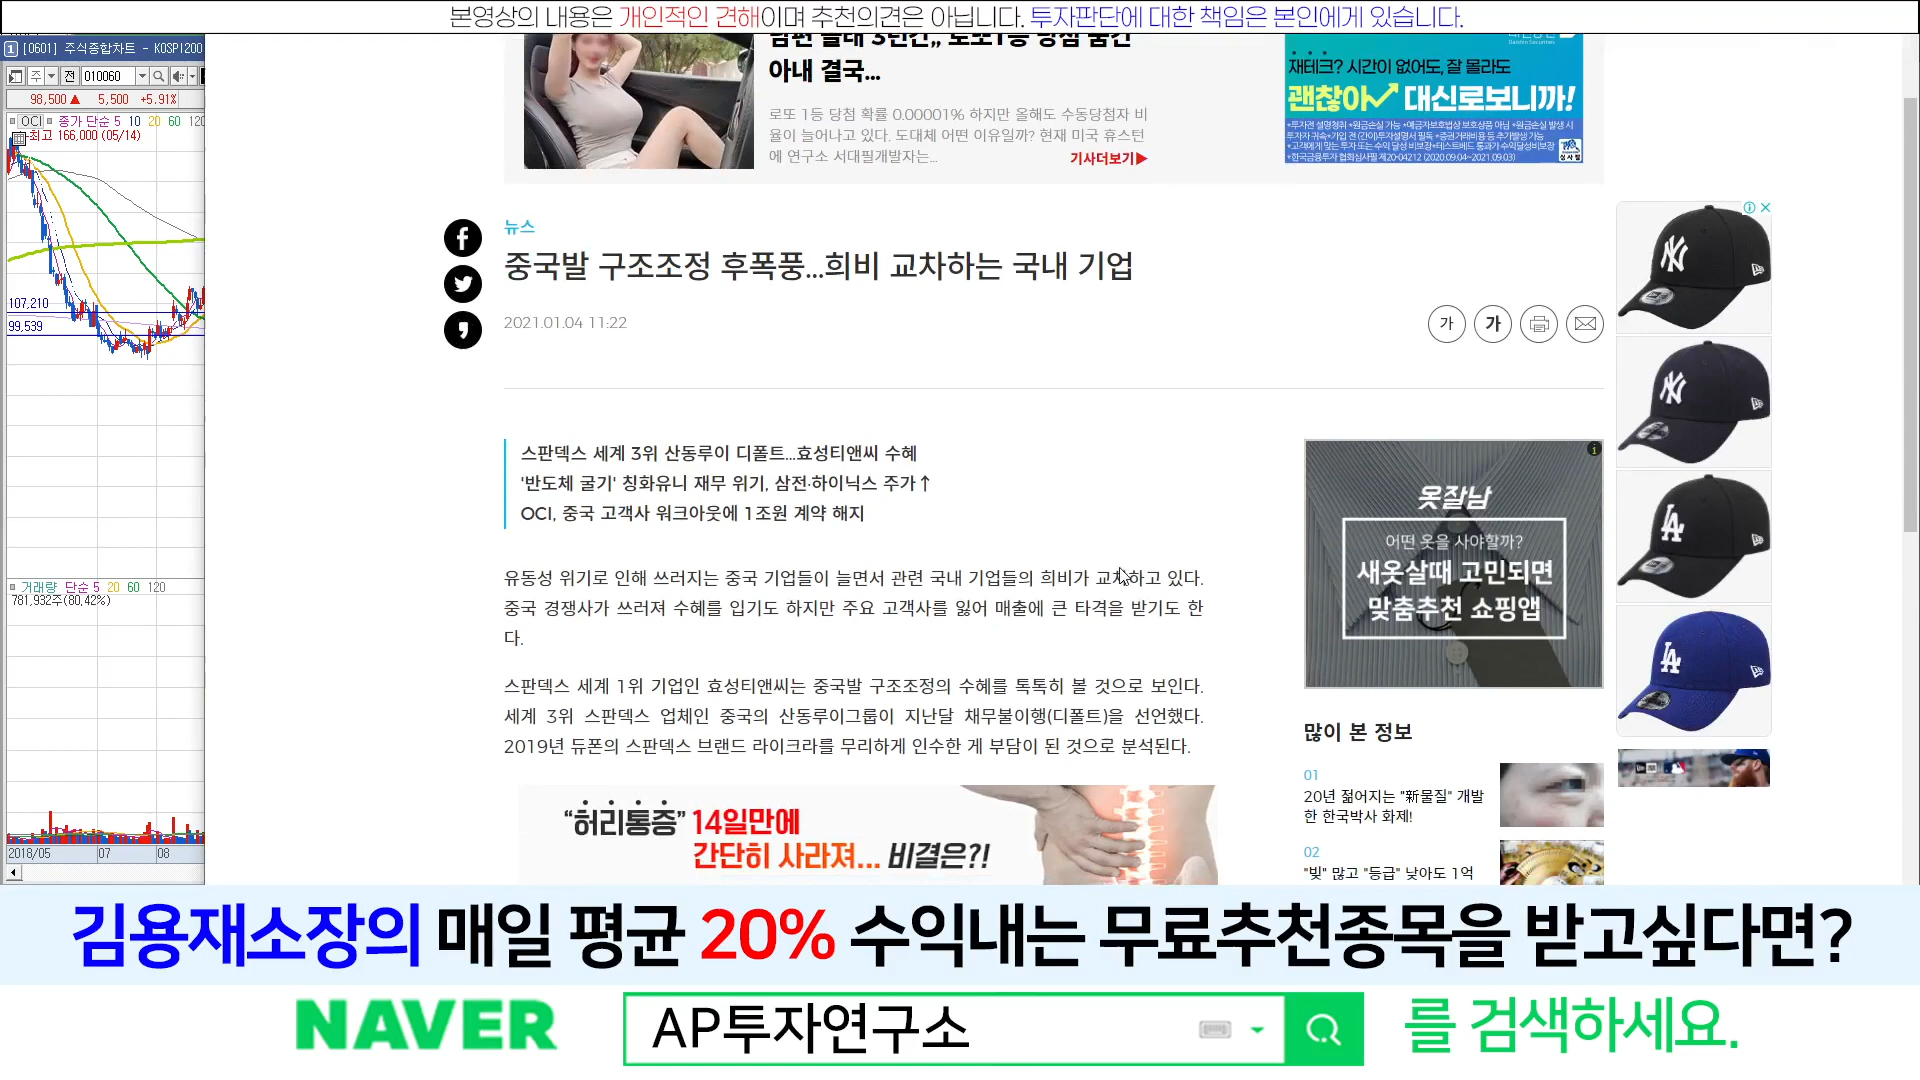 본영상의 내용은 개인적인 견해이며 추천의견은 아닙니다. 투자판단에 대한 책임은 본인에게 있습니다.
1 [0601] 주식종합차트 - KOSPI200
주 전 010060
98,500 ▲ 5,500 +5.91%
OCI 종가 단순 5 10 20 60 120
최고 166,000 (05/14)
107,210
99,539
거래량 단순 5 20 60 120
781,932주(80.42%)
2018/05 07 08
아내 결국...
로또 1등 당첨 확률 0.00001% 하지만 올해도 수동당첨자 비
율이 늘어나고 있다. 도대체 어떤 이유일까? 현재 미국 휴스턴
에 연구소 서대필개발자는...
기사더보기▶
재테크? 시간이 없어도, 잘 몰라도
괜찮아 대신로보니까!
뉴스
중국발 구조조정 후폭풍...희비 교차하는 국내 기업
2021.01.04 11:22
가 가
스판덱스 세계 3위 산동루이 디폴트...효성티앤씨 수혜
'반도체 굴기' 칭화유니 재무 위기, 삼전·하이닉스 주가↑
OCI, 중국 고객사 워크아웃에 1조원 계약 해지
유동성 위기로 인해 쓰러지는 중국 기업들이 늘면서 관련 국내 기업들의 희비가 교차하고 있다.
중국 경쟁사가 쓰러져 수혜를 입기도 하지만 주요 고객사를 잃어 매출에 큰 타격을 받기도 한
다.
스판덱스 세계 1위 기업인 효성티앤씨는 중국발 구조조정의 수혜를 톡톡히 볼 것으로 보인다.
세계 3위 스판덱스 업체인 중국의 산동루이그룹이 지난달 채무불이행(디폴트)을 선언했다.
2019년 듀폰의 스판덱스 브랜드 라이크라를 무리하게 인수한 게 부담이 된 것으로 분석된다.
“허리통증” 14일만에
간단히 사라져... 비결은?!
옷잘남
어떤 옷을 사야할까?
새옷살때 고민되면
맞춤추천 쇼핑앱
많이 본 정보
01
20년 젊어지는 "新물질" 개발
한 한국박사 화제!
02
"빚" 많고 "등급" 낮아도 1억
김용재소장의 매일 평균 20% 수익내는 무료추천종목을 받고싶다면?
NAVER AP투자연구소 를 검색하세요.